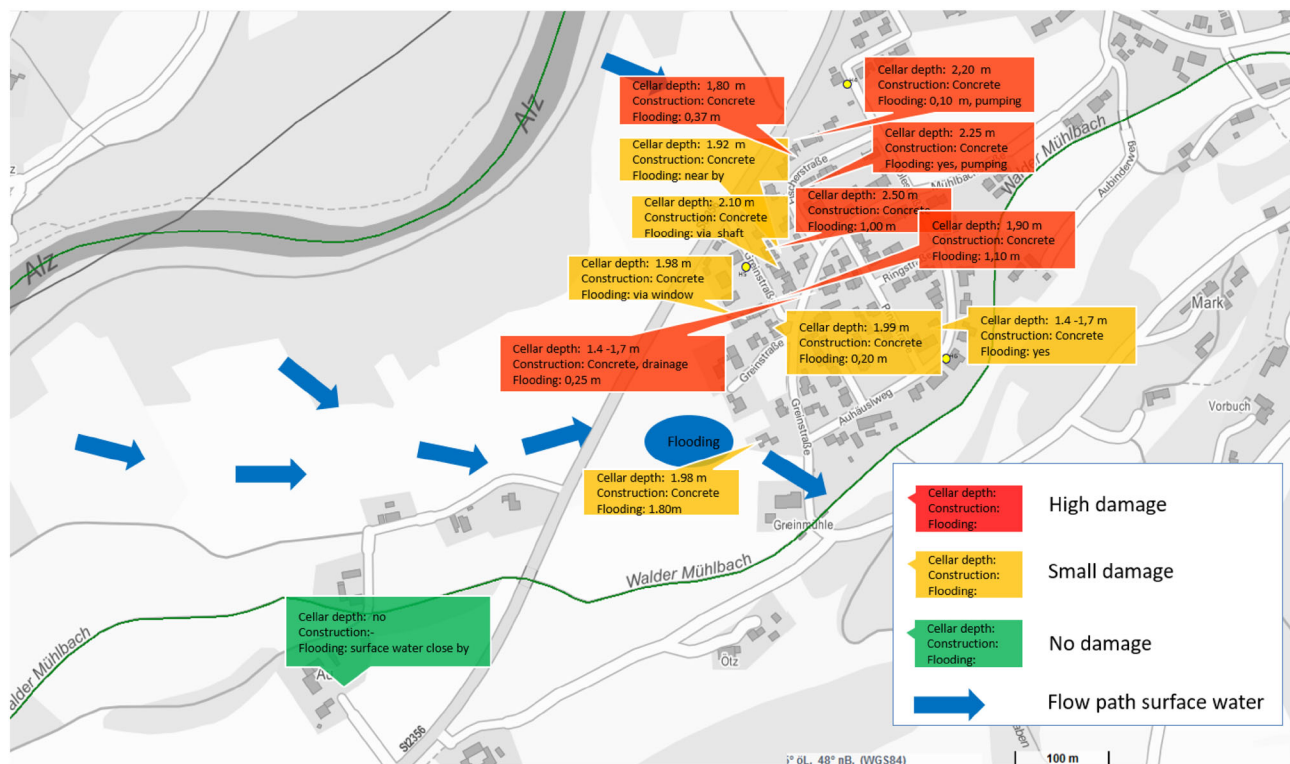 Alz
Alz
Cellar depth: 1,80 m
Construction: Concrete
Flooding: 0,37 m
Cellar depth: 2,20 m
Construction: Concrete
Flooding: 0,10 m, pumping
Cellar depth: 1.92 m
Construction: Concrete
Flooding: near by
Cellar depth: 2.25 m
Construction: Concrete
Flooding: yes, pumping
Cellar depth: 2.10 m
Construction: Concrete
Flooding: via shaft
Cellar depth: 2.50 m
Construction: Concrete
Flooding: 1,00 m
Cellar depth: 1,90 m
Construction: Concrete
Flooding: 1,10 m
Cellar depth: 1.98 m
Construction: Concrete
Flooding: via window
Cellar depth: 1.99 m
Construction: Concrete
Flooding: 0,20 m
Cellar depth: 1.4 -1,7 m
Construction: Concrete
Flooding: yes
Cellar depth: 1.4 -1,7 m
Construction: Concrete, drainage
Flooding: 0,25 m
Flooding
Cellar depth: 1.98 m
Construction: Concrete
Flooding: 1.80m
Cellar depth: no
Construction:-
Flooding: surface water close by
Walder Mühlbach
Aubinderw
Mühlbach
Ringstr
Greinstraße
Greinstraße
Greinstraße
Auhäuslweg
Mark
Vorbuch
Greinmühle
Walder Mühlbach
Walder Mühlbach
Ötz
St2356
Cellar depth:
Construction:
Flooding:
High damage
Cellar depth:
Construction:
Flooding:
Small damage
Cellar depth:
Construction:
Flooding:
No damage
Flow path surface water
öL, 48° nB, (WGS84)
100 m